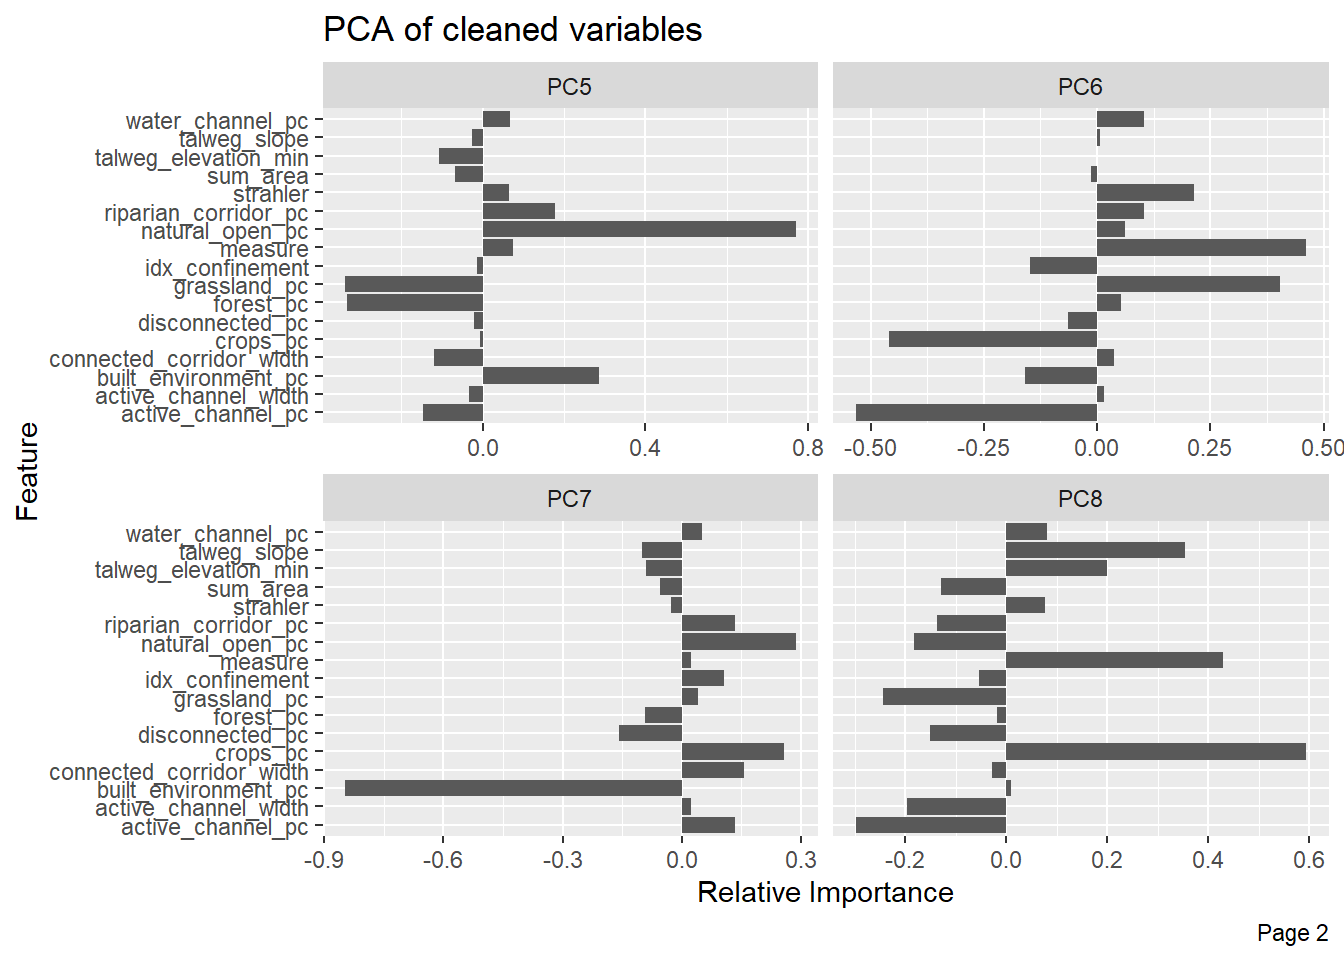 PCA of cleaned variables
PC5
PC6
water_channel_pc
talweg_slope
talweg_elevation_min
sum_area
strahler
riparian_corridor_pc
natural_open_pc
measure
idx_confinement
grassland_pc
forest_pc
disconnected_pc
crops_pc
connected_corridor_width
built_environment_pc
active_channel_width
active_channel_pc
0.0 0.4 0.8
-0.50 -0.25 0.00 0.25 0.50
Feature
PC7
PC8
water_channel_pc
talweg_slope
talweg_elevation_min
sum_area
strahler
riparian_corridor_pc
natural_open_pc
measure
idx_confinement
grassland_pc
forest_pc
disconnected_pc
crops_pc
connected_corridor_width
built_environment_pc
active_channel_width
active_channel_pc
-0.9 -0.6 -0.3 0.0 0.3
-0.2 0.0 0.2 0.4 0.6
Relative Importance
Page 2